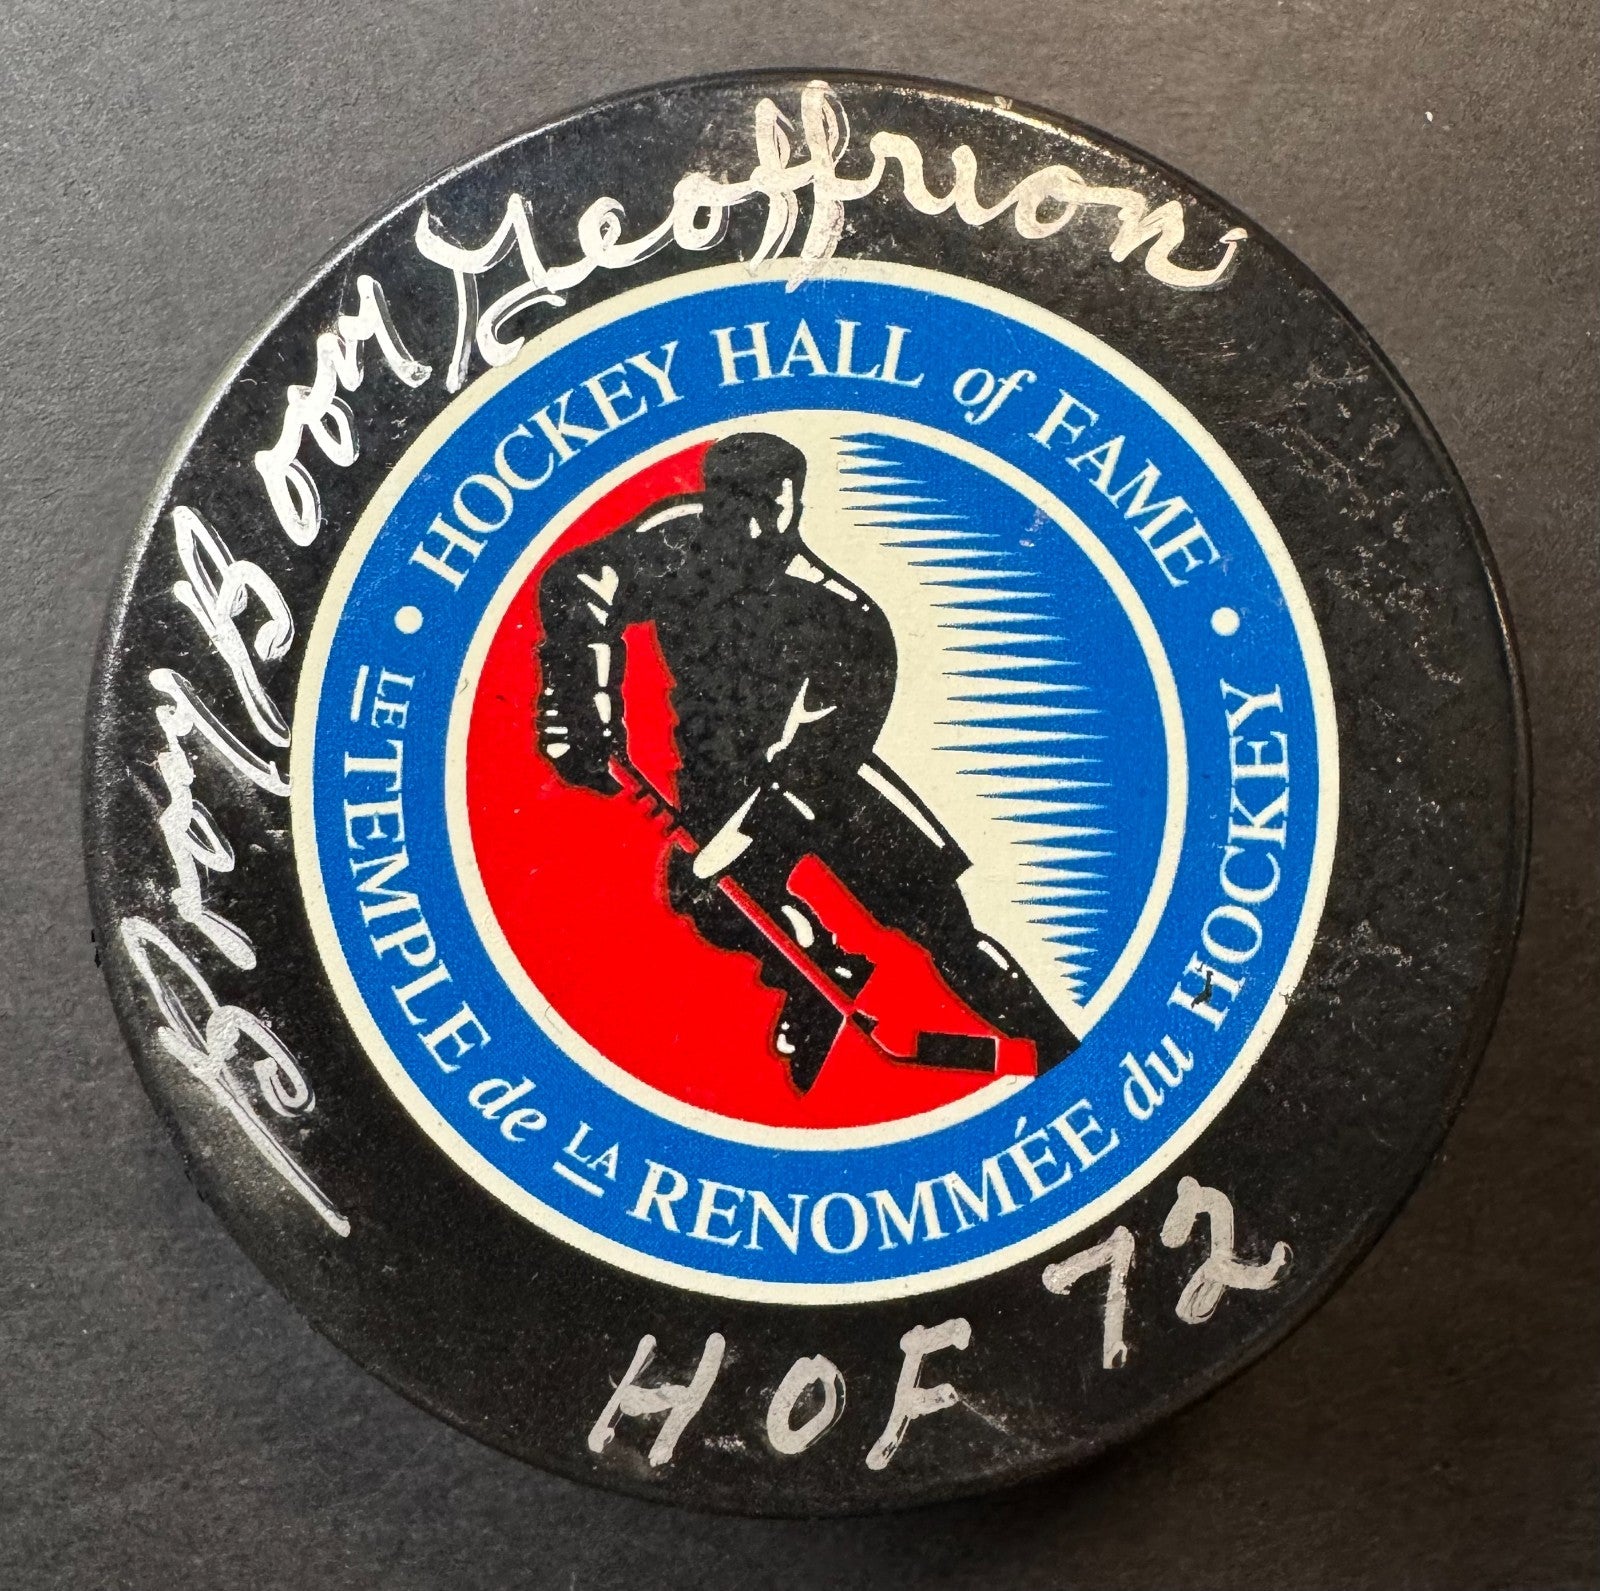 Boom Boom Geoffrion
HOCKEY HALL of FAME
LE TEMPLE de LA RENOMMÉE du HOCKEY
HOF 72